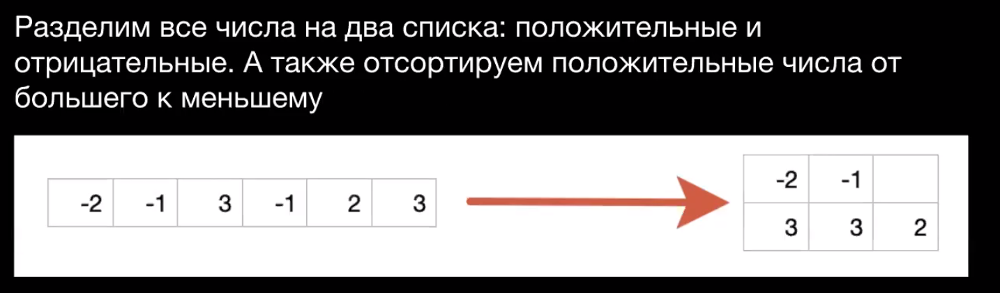 Разделим все числа на два списка: положительные и
отрицательные. А также отсортируем положительные числа от
большего к меньшему
-2 -1 3 -1 2 3
-2 -1
3 3 2